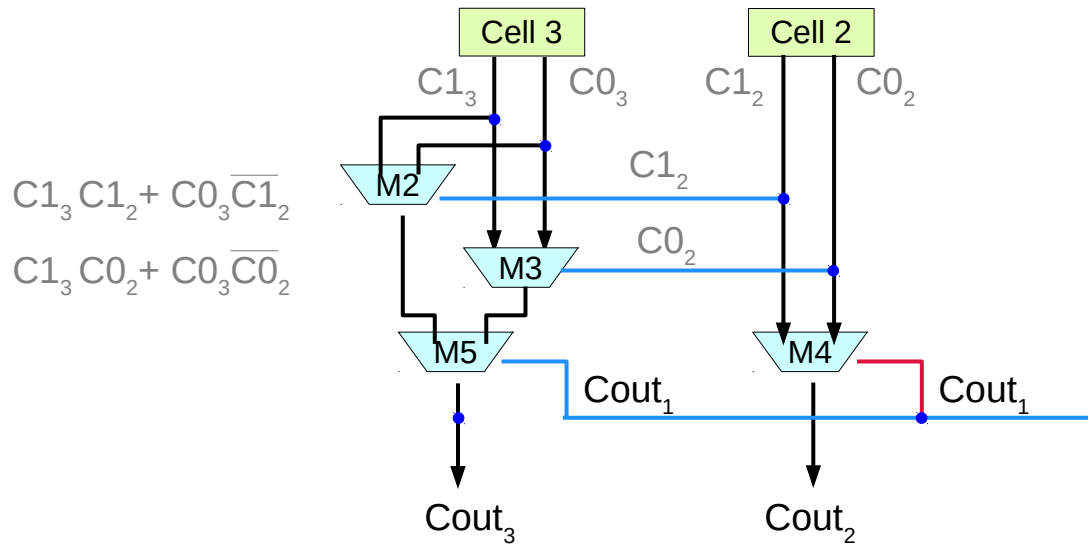 Cell 3
Cell 2
C1₃
C0₃
C1₂
C0₂
M2
C1₂
C1₃ C1₂+ C0₃C̅1̅₂
C0₂
M3
C1₃ C0₂+ C0₃C̅0̅₂
M5
M4
Cout₁
Cout₁
Cout₃
Cout₂